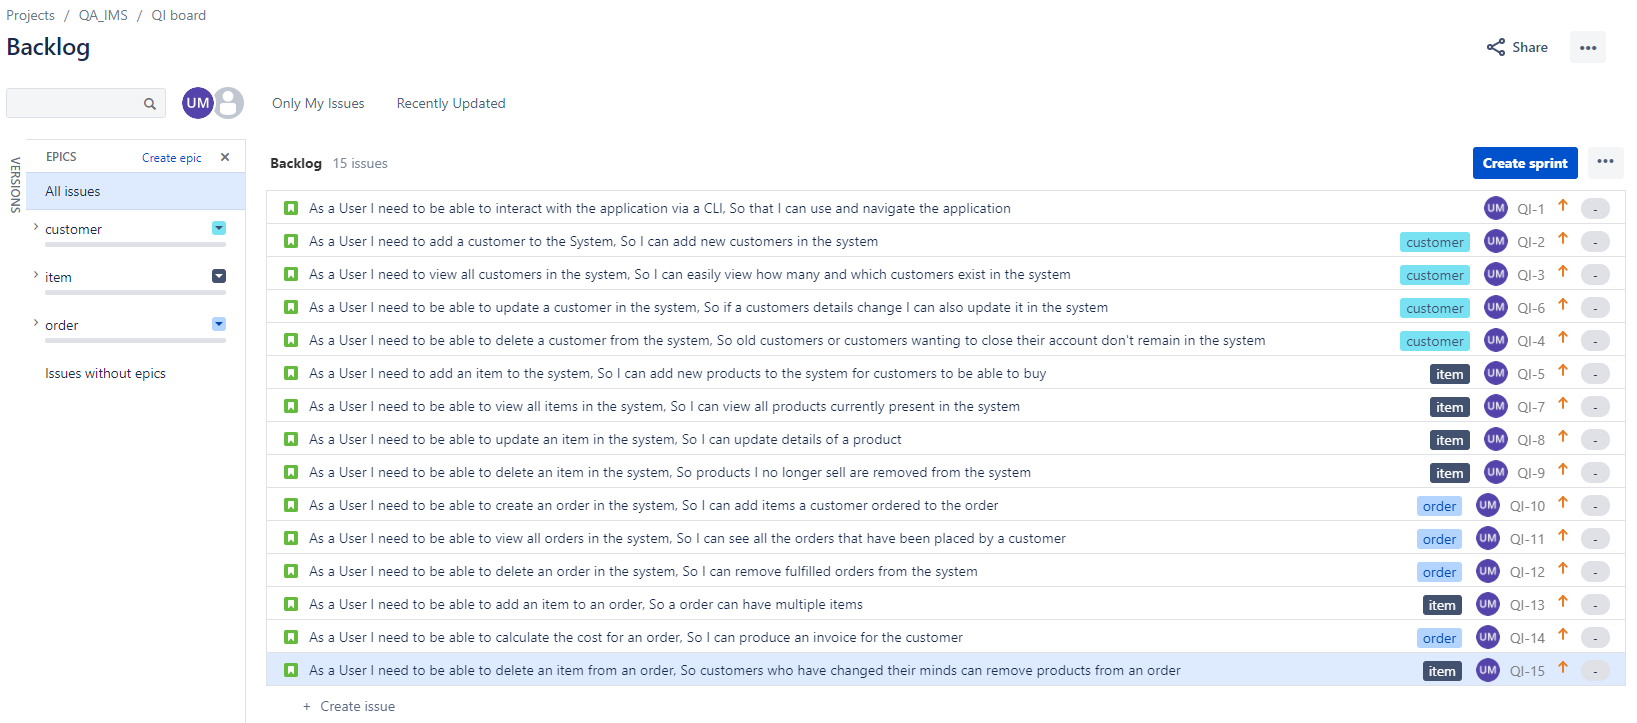 Projects / QA_IMS / QI board
Backlog
Share
UM
Only My Issues
Recently Updated
VERSIONS
EPICS
Create epic
All issues
customer
item
order
Issues without epics
Backlog 15 issues
Create sprint
As a User I need to be able to interact with the application via a CLI, So that I can use and navigate the application UM QI-1 -
As a User I need to add a customer to the System, So I can add new customers in the system customer UM QI-2 -
As a User I need to view all customers in the system, So I can easily view how many and which customers exist in the system customer UM QI-3 -
As a User I need to be able to update a customer in the system, So if a customers details change I can also update it in the system customer UM QI-6 -
As a User I need to be able to delete a customer from the system, So old customers or customers wanting to close their account don't remain in the system customer UM QI-4 -
As a User I need to be able to add an item to the system, So I can add new products to the system for customers to be able to buy item UM QI-5 -
As a User I need to be able to view all items in the system, So I can view all products currently present in the system item UM QI-7 -
As a User I need to be able to update an item in the system, So I can update details of a product item UM QI-8 -
As a User I need to be able to delete an item in the system, So products I no longer sell are removed from the system item UM QI-9 -
As a User I need to be able to create an order in the system, So I can add items a customer ordered to the order order UM QI-10 -
As a User I need to be able to view all orders in the system, So I can see all the orders that have been placed by a customer order UM QI-11 -
As a User I need to be able to delete an order in the system, So I can remove fulfilled orders from the system order UM QI-12 -
As a User I need to be able to add an item to an order, So a order can have multiple items item UM QI-13 -
As a User I need to be able to calculate the cost for an order, So I can produce an invoice for the customer order UM QI-14 -
As a User I need to be able to delete an item from an order, So customers who have changed their minds can remove products from an order item UM QI-15 -
+ Create issue